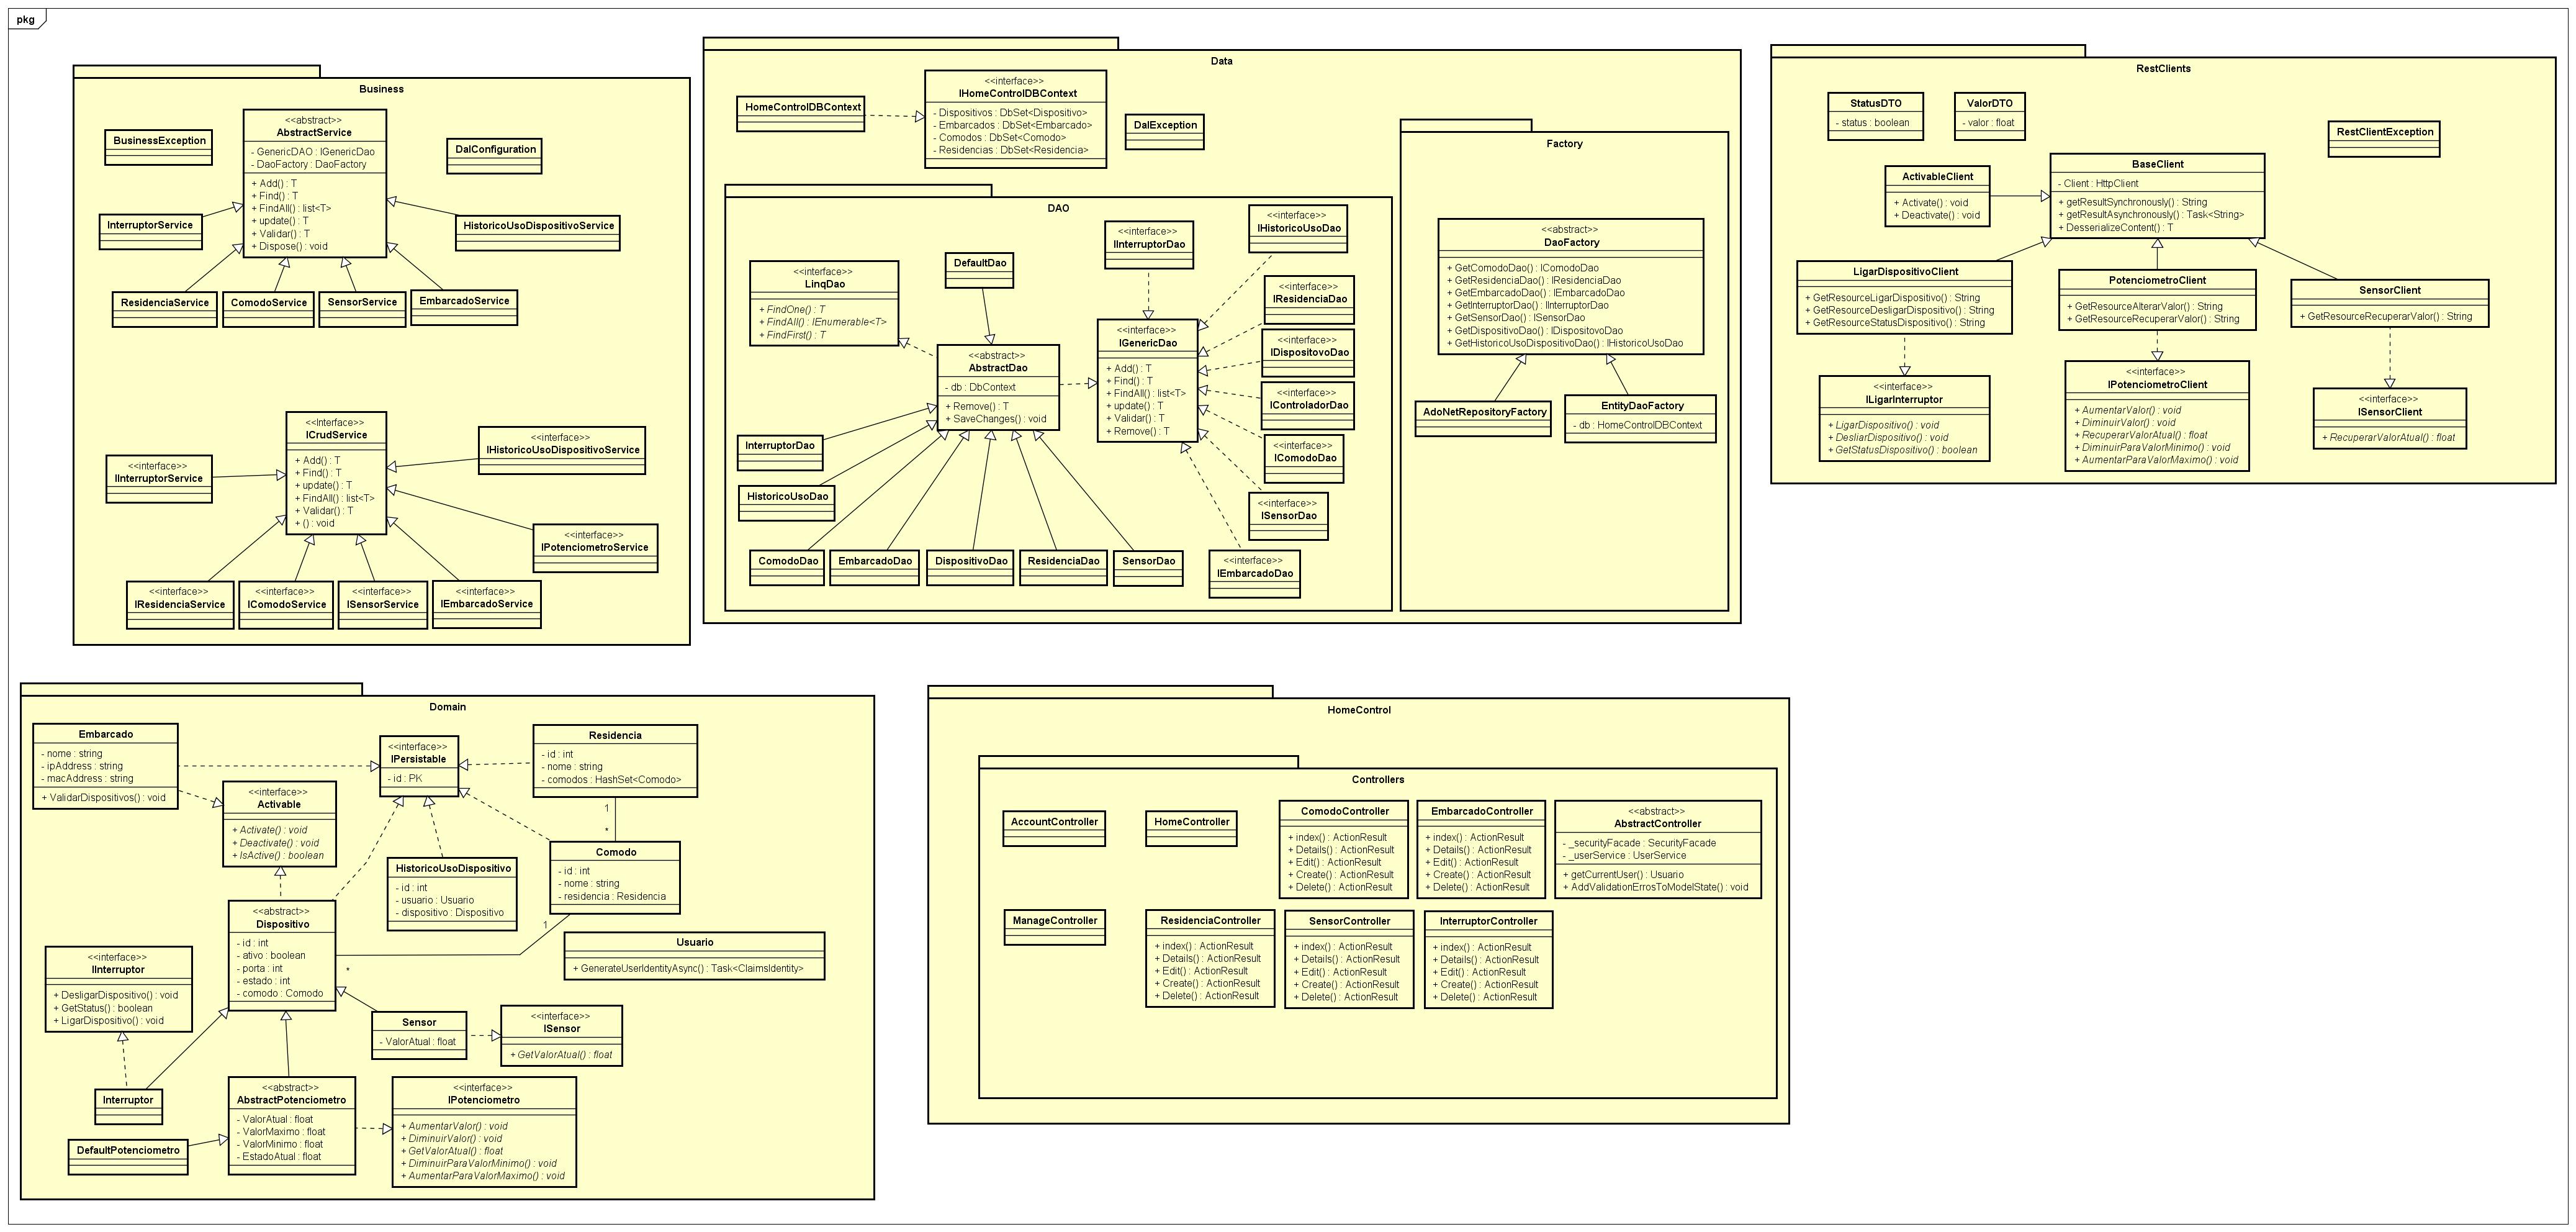 pkg
Business
BusinessException
<<abstract>>
AbstractService
- GenericDAO : IGenericDao
- DaoFactory : DaoFactory
+ Add() : T
+ Find() : T
+ FindAll() : list<T>
+ update() : T
+ Validar() : T
+ Dispose() : void
DalConfiguration
InterruptorService
HistoricoUsoDispositivoService
ResidenciaService
ComodoService
SensorService
EmbarcadoService
<<Interface>>
ICrudService
+ Add() : T
+ Find() : T
+ update() : T
+ FindAll() : list<T>
+ Validar() : T
+ () : void
<<interface>>
IInterruptorService
<<interface>>
IHistoricoUsoDispositivoService
<<interface>>
IPotenciometroService
<<interface>>
IResidenciaService
<<interface>>
IComodoService
<<interface>>
ISensorService
<<interface>>
IEmbarcadoService
Data
HomeControlDBContext
<<interface>>
IHomeControlDBContext
- Dispositivos : DbSet<Dispositivo>
- Embarcados : DbSet<Embarcado>
- Comodos : DbSet<Comodo>
- Residencias : DbSet<Residencia>
DalException
DAO
<<interface>>
LinqDao
+ FindOne() : T
+ FindAll() : IEnumerable<T>
+ FindFirst() : T
DefaultDao
<<abstract>>
AbstractDao
- db : DbContext
+ Remove() : T
+ SaveChanges() : void
<<interface>>
IInterruptorDao
<<interface>>
IHistoricoUsoDao
<<interface>>
IGenericDao
+ Add() : T
+ Find() : T
+ FindAll() : list<T>
+ update() : T
+ Validar() : T
+ Remove() : T
<<interface>>
IResidenciaDao
<<interface>>
IDispositovoDao
<<interface>>
IControladorDao
<<interface>>
IComodoDao
<<interface>>
ISensorDao
<<interface>>
IEmbarcadoDao
InterruptorDao
HistoricoUsoDao
ComodoDao
EmbarcadoDao
DispositivoDao
ResidenciaDao
SensorDao
Factory
<<abstract>>
DaoFactory
+ GetComodoDao() : IComodoDao
+ GetResidenciaDao() : IResidenciaDao
+ GetEmbarcadoDao() : IEmbarcadoDao
+ GetInterruptorDao() : IInterruptorDao
+ GetSensorDao() : ISensorDao
+ GetDispositivoDao() : IDispositovoDao
+ GetHistoricoUsoDispositivoDao() : IHistoricoUsoDao
AdoNetRepositoryFactory
EntityDaoFactory
- db : HomeControlDBContext
RestClients
StatusDTO
- status : boolean
ValorDTO
- valor : float
RestClientException
ActivableClient
+ Activate() : void
+ Deactivate() : void
BaseClient
- Client : HttpClient
+ getResultSynchronously() : String
+ getResultAsynchronously() : Task<String>
+ DesserializeContent() : T
LigarDispositivoClient
+ GetResourceLigarDispositivo() : String
+ GetResourceDesligarDispositivo() : String
+ GetResourceStatusDispositivo() : String
PotenciometroClient
+ GetResourceAlterarValor() : String
+ GetResourceRecuperarValor() : String
SensorClient
+ GetResourceRecuperarValor() : String
<<interface>>
ILigarInterruptor
+ LigarDispositivo() : void
+ DesliarDispositivo() : void
+ GetStatusDispositivo() : boolean
<<interface>>
IPotenciometroClient
+ AumentarValor() : void
+ DiminuirValor() : void
+ RecuperarValorAtual() : float
+ DiminuirParaValorMinimo() : void
+ AumentarParaValorMaximo() : void
<<interface>>
ISensorClient
+ RecuperarValorAtual() : float
Domain
Embarcado
- nome : string
- ipAddress : string
- macAddress : string
+ ValidarDispositivos() : void
<<interface>>
IPersistable
- id : PK
Residencia
- id : int
- nome : string
- comodos : HashSet<Comodo>
1
*
<<interface>>
Activable
+ Activate() : void
+ Deactivate() : void
+ IsActive() : boolean
HistoricoUsoDispositivo
- id : int
- usuario : Usuario
- dispositivo : Dispositivo
Comodo
- id : int
- nome : string
- residencia : Residencia
1
*
<<abstract>>
Dispositivo
- id : int
- ativo : boolean
- porta : int
- estado : int
- comodo : Comodo
Usuario
+ GenerateUserIdentityAsync() : Task<ClaimsIdentity>
<<interface>>
IInterruptor
+ DesligarDispositivo() : void
+ GetStatus() : boolean
+ LigarDispositivo() : void
Sensor
- ValorAtual : float
<<interface>>
ISensor
+ GetValorAtual() : float
Interruptor
<<abstract>>
AbstractPotenciometro
- ValorAtual : float
- ValorMaximo : float
- ValorMinimo : float
- EstadoAtual : float
<<interface>>
IPotenciometro
+ AumentarValor() : void
+ DiminuirValor() : void
+ GetValorAtual() : float
+ DiminuirParaValorMinimo() : void
+ AumentarParaValorMaximo() : void
DefaultPotenciometro
HomeControl
Controllers
AccountController
HomeController
ComodoController
+ index() : ActionResult
+ Details() : ActionResult
+ Edit() : ActionResult
+ Create() : ActionResult
+ Delete() : ActionResult
EmbarcadoController
+ index() : ActionResult
+ Details() : ActionResult
+ Edit() : ActionResult
+ Create() : ActionResult
+ Delete() : ActionResult
<<abstract>>
AbstractController
- _securityFacade : SecurityFacade
- _userService : UserService
+ getCurrentUser() : Usuario
+ AddValidationErrosToModelState() : void
ManageController
ResidenciaController
+ index() : ActionResult
+ Details() : ActionResult
+ Edit() : ActionResult
+ Create() : ActionResult
+ Delete() : ActionResult
SensorController
+ index() : ActionResult
+ Details() : ActionResult
+ Edit() : ActionResult
+ Create() : ActionResult
+ Delete() : ActionResult
InterruptorController
+ index() : ActionResult
+ Details() : ActionResult
+ Edit() : ActionResult
+ Create() : ActionResult
+ Delete() : ActionResult